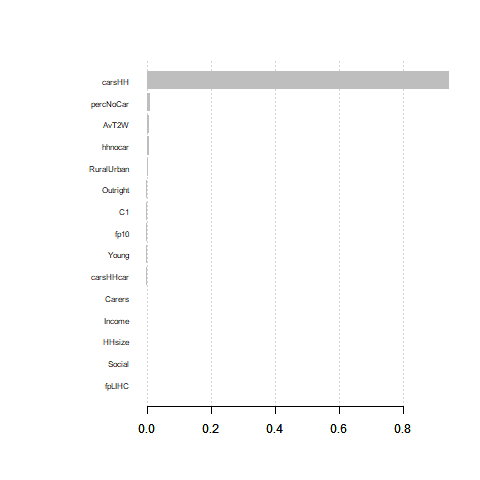 carsHH
percNoCar
AvT2W
hhnocar
RuralUrban
Outright
C1
fp10
Young
carsHHcar
Carers
Income
HHsize
Social
fpLIHC
0.0 0.2 0.4 0.6 0.8